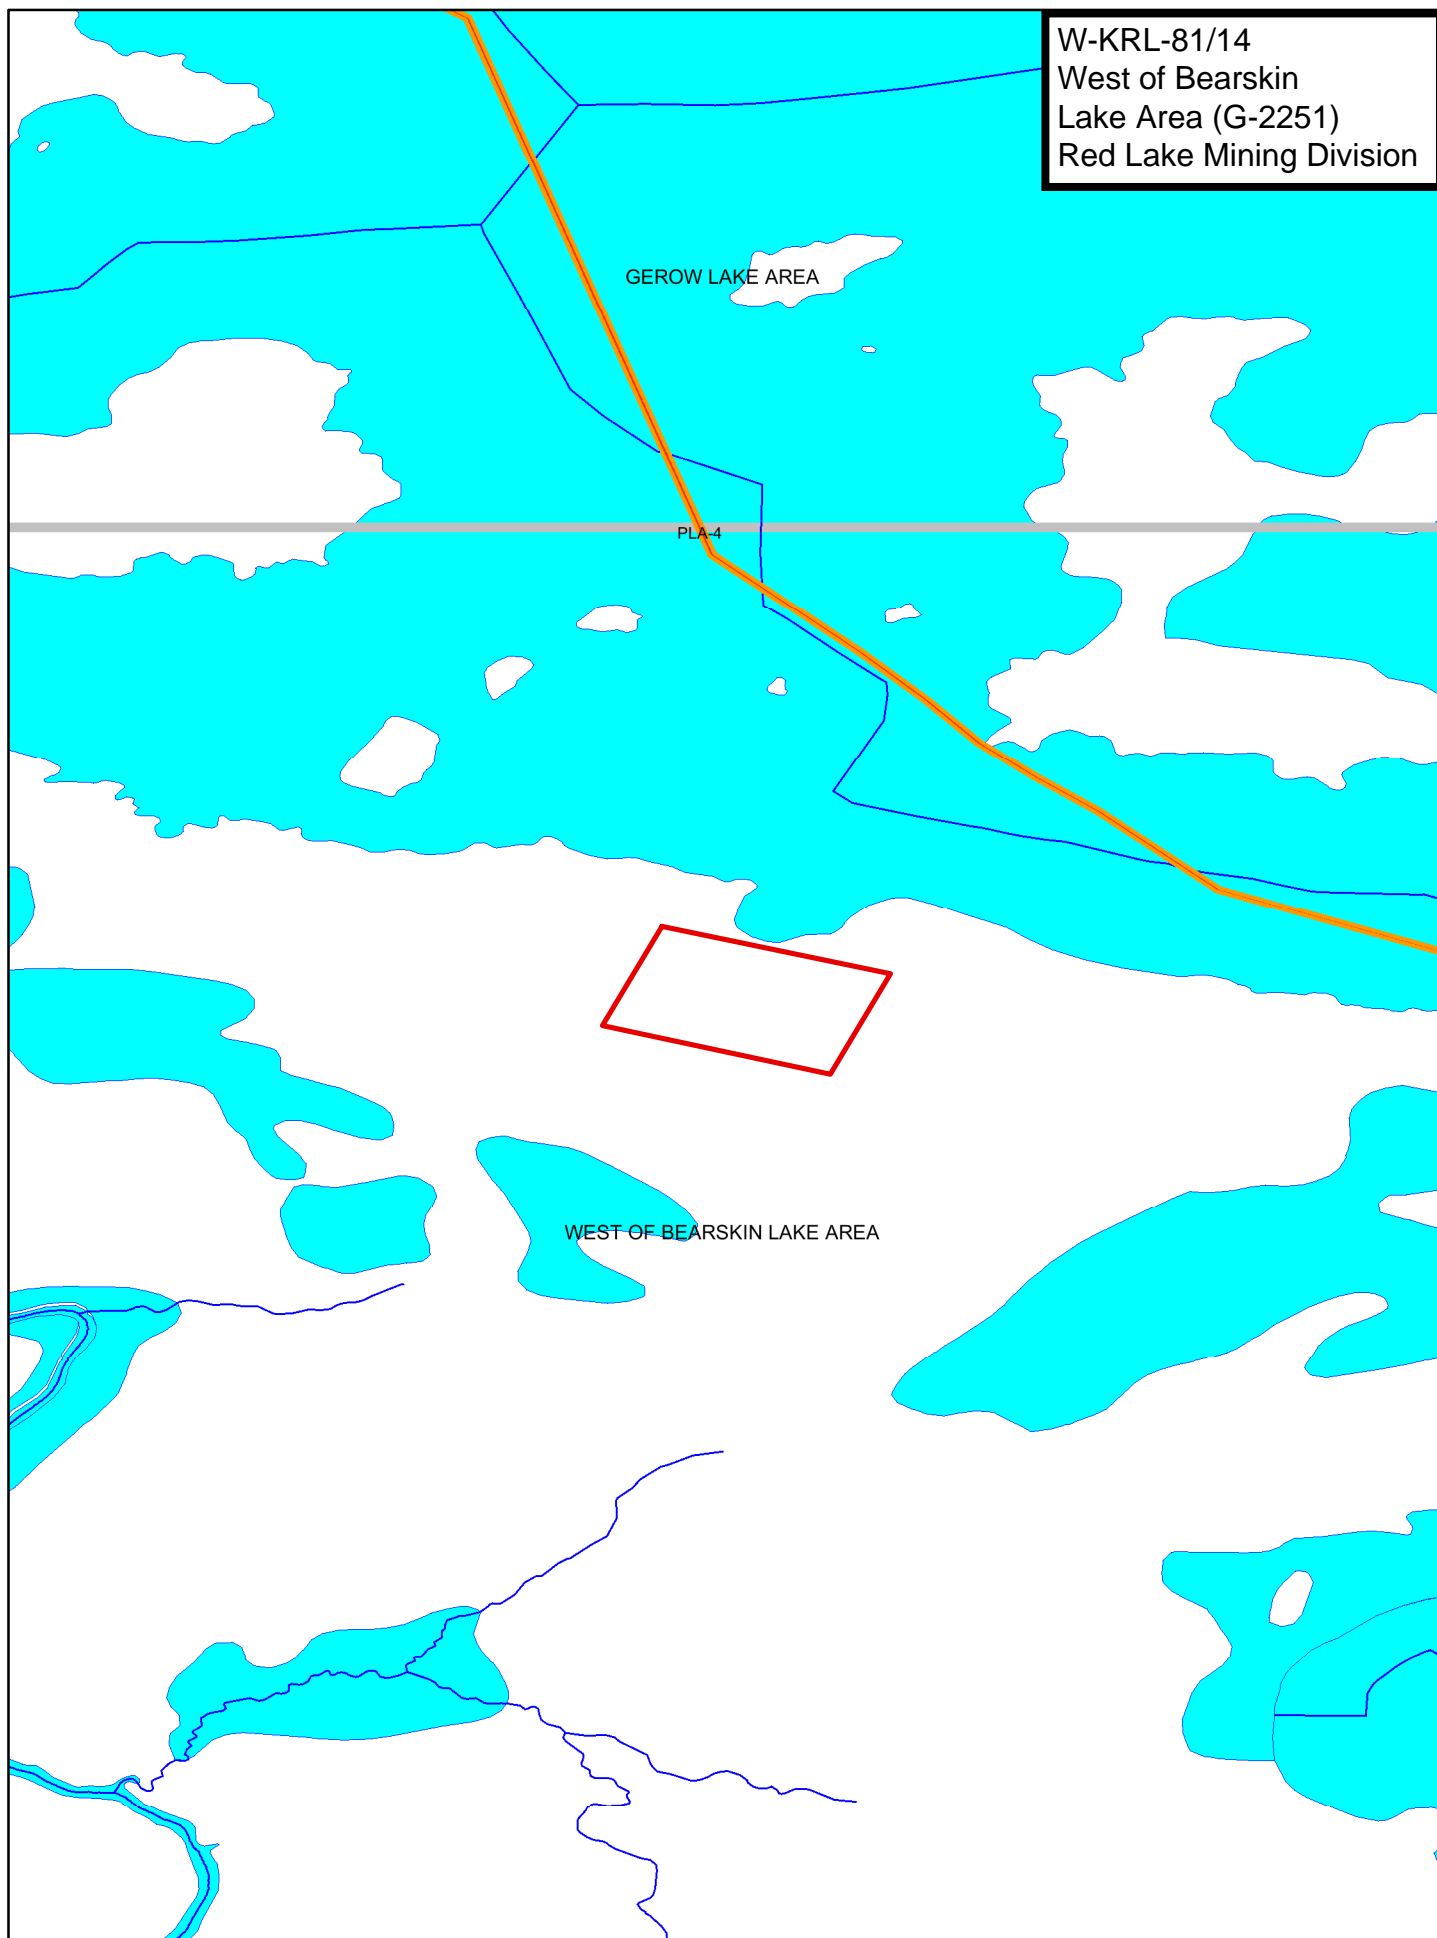 W-KRL-81/14
West of Bearskin
Lake Area (G-2251)
Red Lake Mining Division
GEROW LAKE AREA
PLA-4
WEST OF BEARSKIN LAKE AREA